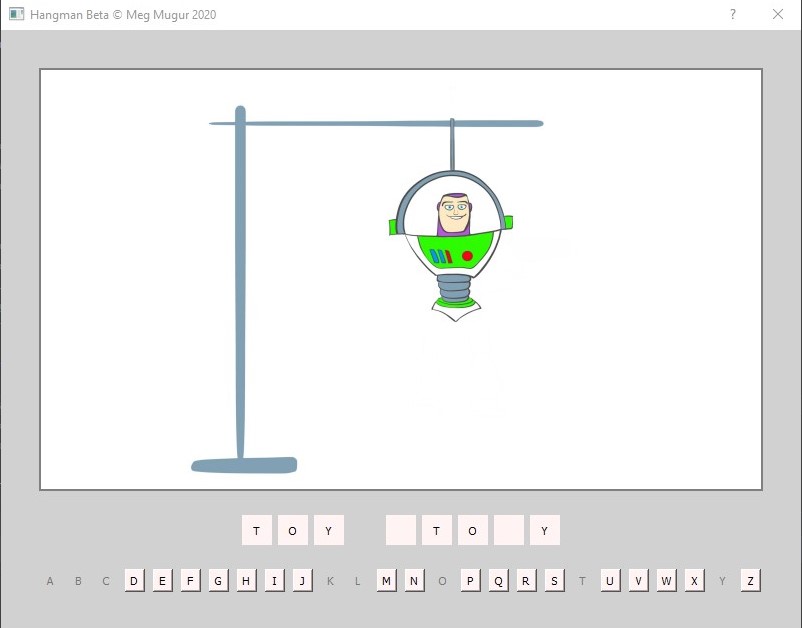 Hangman Beta © Meg Mugur 2020 ?
T O Y T O Y
A B C D E F G H I J K L M N O P Q R S T U V W X Y Z